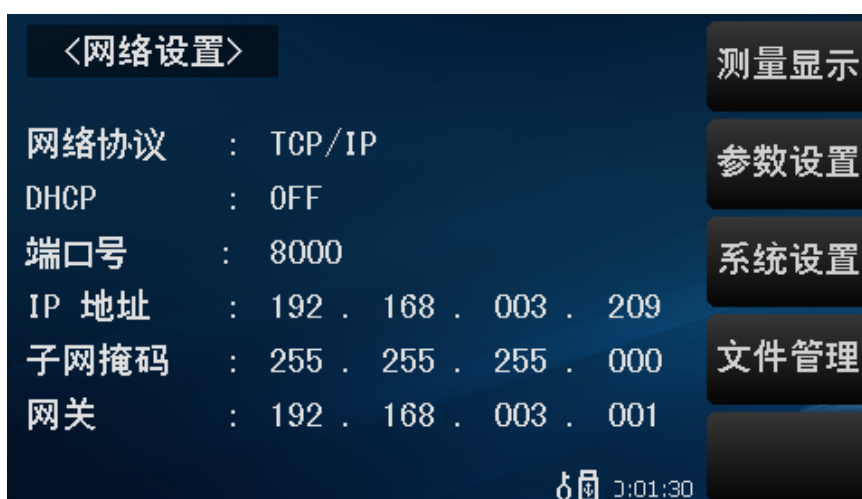 <网络设置>
网络协议 : TCP/IP
DHCP : OFF
端口号 : 8000
IP 地址 : 192 . 168 . 003 . 209
子网掩码 : 255 . 255 . 255 . 000
网关 : 192 . 168 . 003 . 001
:01:30
测量显示
参数设置
系统设置
文件管理